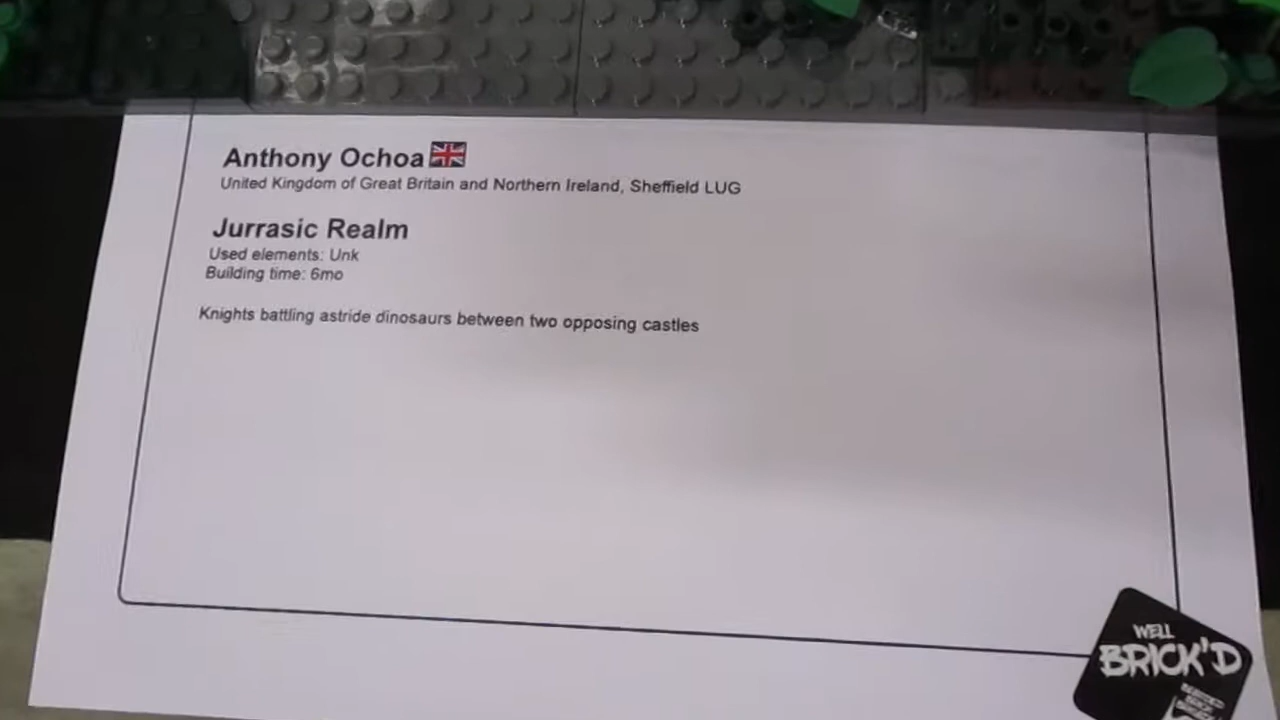 Anthony Ochoa
United Kingdom of Great Britain and Northern Ireland, Sheffield LUG
Jurrasic Realm
Used elements: Unk
Building time: 6mo
Knights battling astride dinosaurs between two opposing castles
WELL
BRICK'D